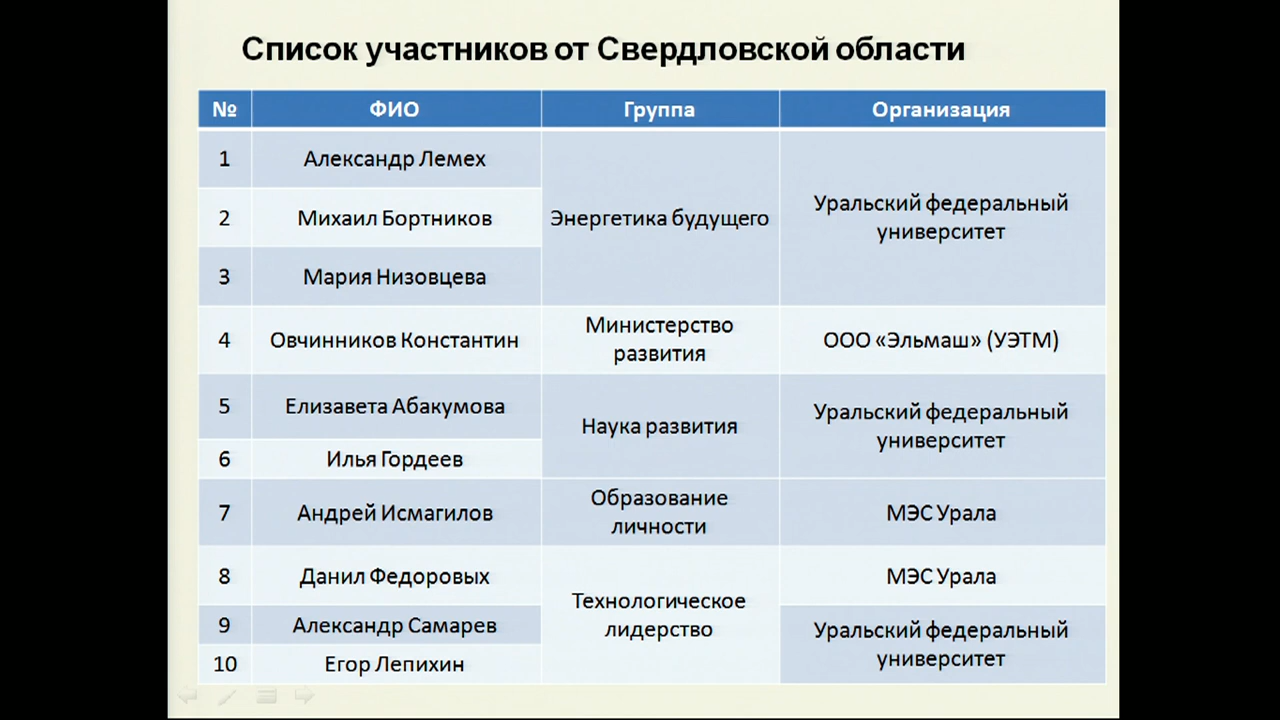 Список участников от Свердловской области
№ ФИО Группа Организация
1 Александр Лемех
2 Михаил Бортников Энергетика будущего Уральский федеральный
университет
3 Мария Низовцева
4 Овчинников Константин Министерство
развития ООО «Эльмаш» (УЭТМ)
5 Елизавета Абакумова Наука развития Уральский федеральный
университет
6 Илья Гордеев
7 Андрей Исмагилов Образование
личности МЭС Урала
8 Данил Федоровых Технологическое
лидерство МЭС Урала
9 Александр Самарев Уральский федеральный
университет
10 Егор Лепихин